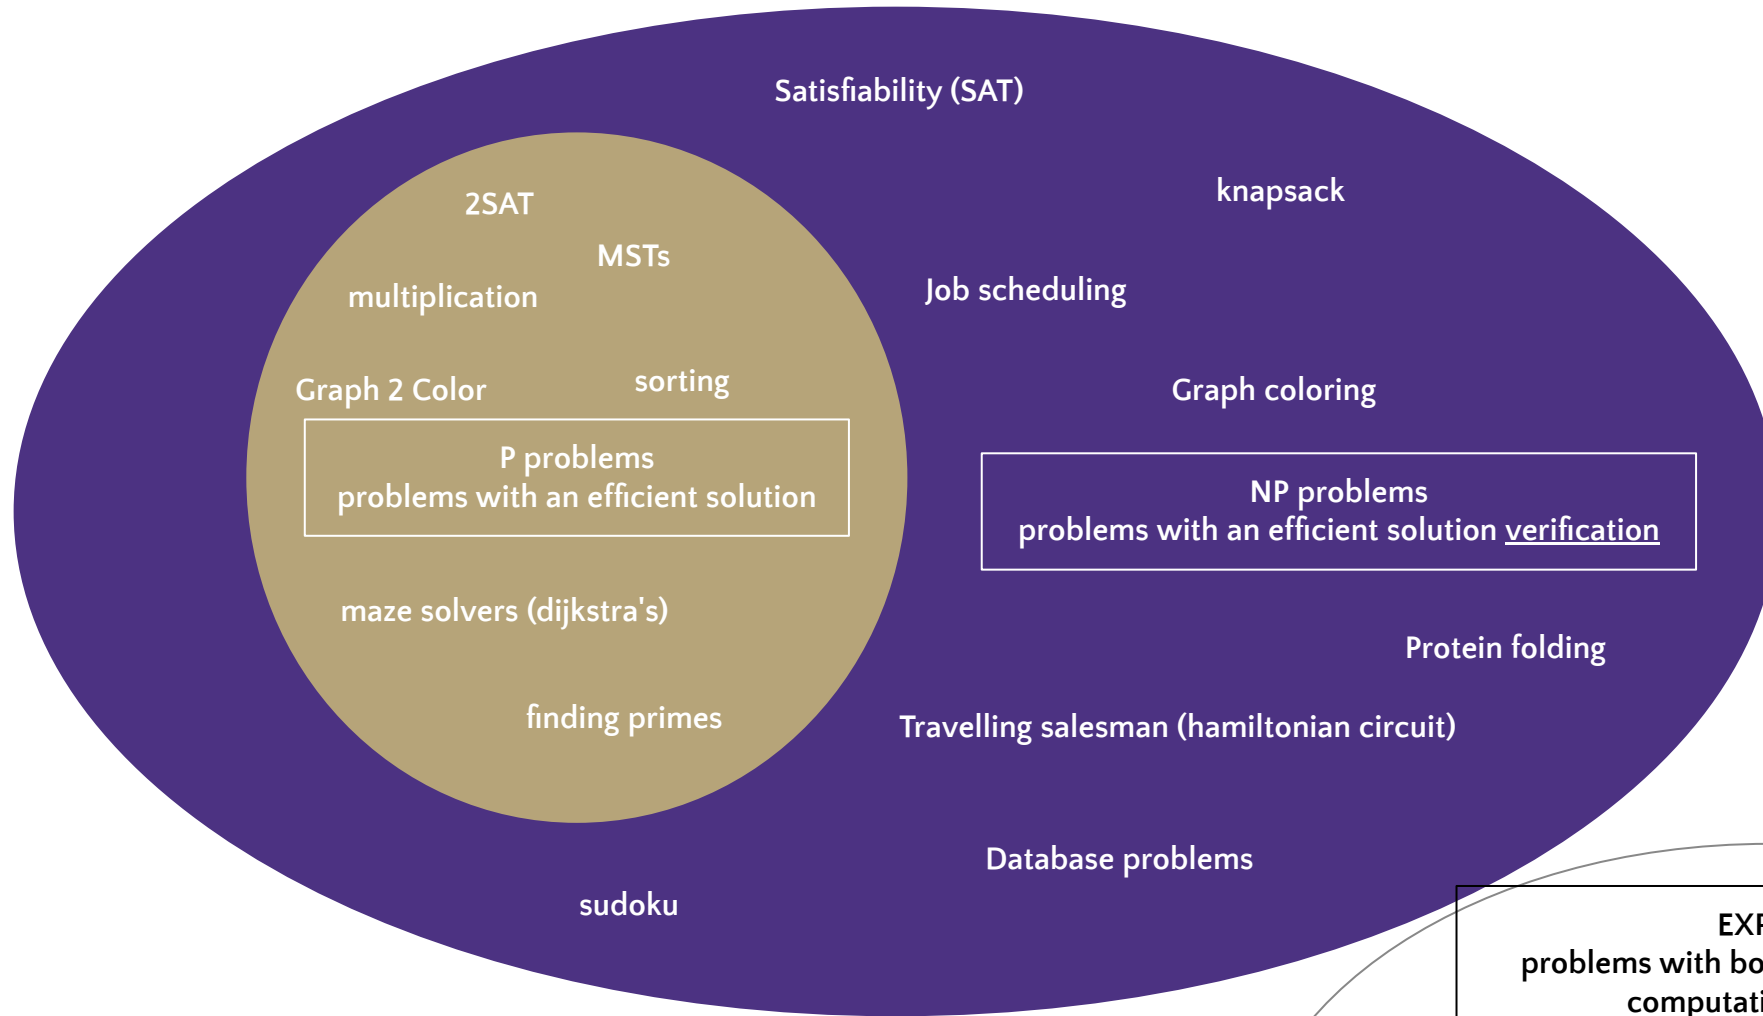 Satisfiability (SAT)
knapsack
2SAT
MSTs
multiplication
Job scheduling
Graph 2 Color
sorting
Graph coloring
P problems
problems with an efficient solution
NP problems
problems with an efficient solution verification
maze solvers (dijkstra's)
Protein folding
finding primes
Travelling salesman (hamiltonian circuit)
Database problems
sudoku
problems with